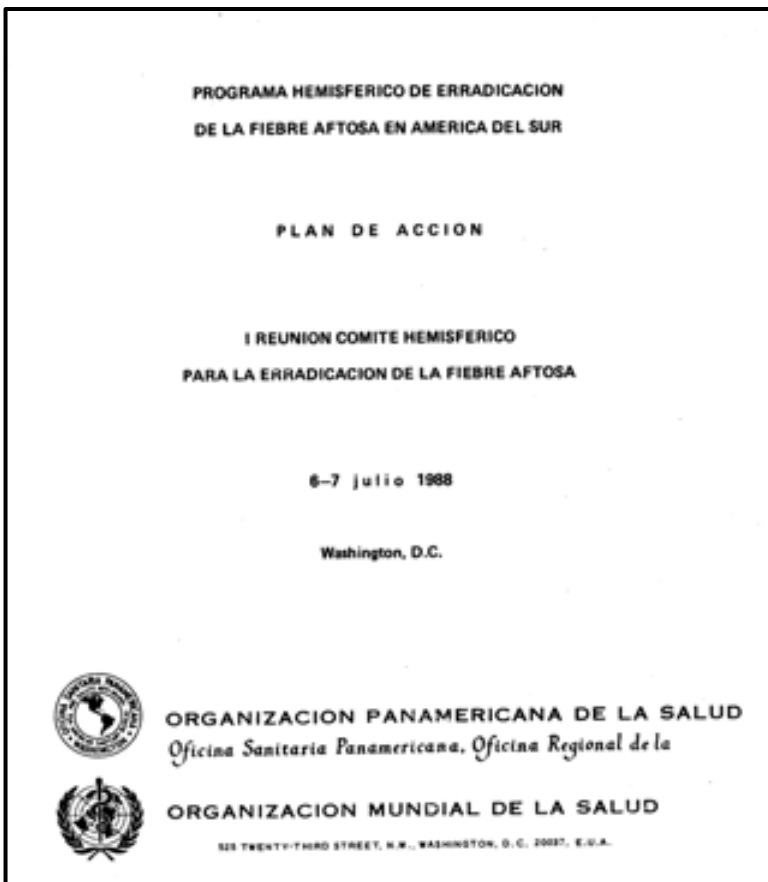 PROGRAMA HEMISFERICO DE ERRADICACION
DE LA FIEBRE AFTOSA EN AMERICA DEL SUR
PLAN DE ACCION
I REUNION COMITE HEMISFERICO
PARA LA ERRADICACION DE LA FIEBRE AFTOSA
6-7 julio 1988
Washington, D.C.
ORGANIZACION PANAMERICANA DE LA SALUD
Oficina Sanitaria Panamericana, Oficina Regional de la
ORGANIZACION MUNDIAL DE LA SALUD
525 TWENTY-THIRD STREET, N.W., WASHINGTON, D.C. 20037, E.U.A.